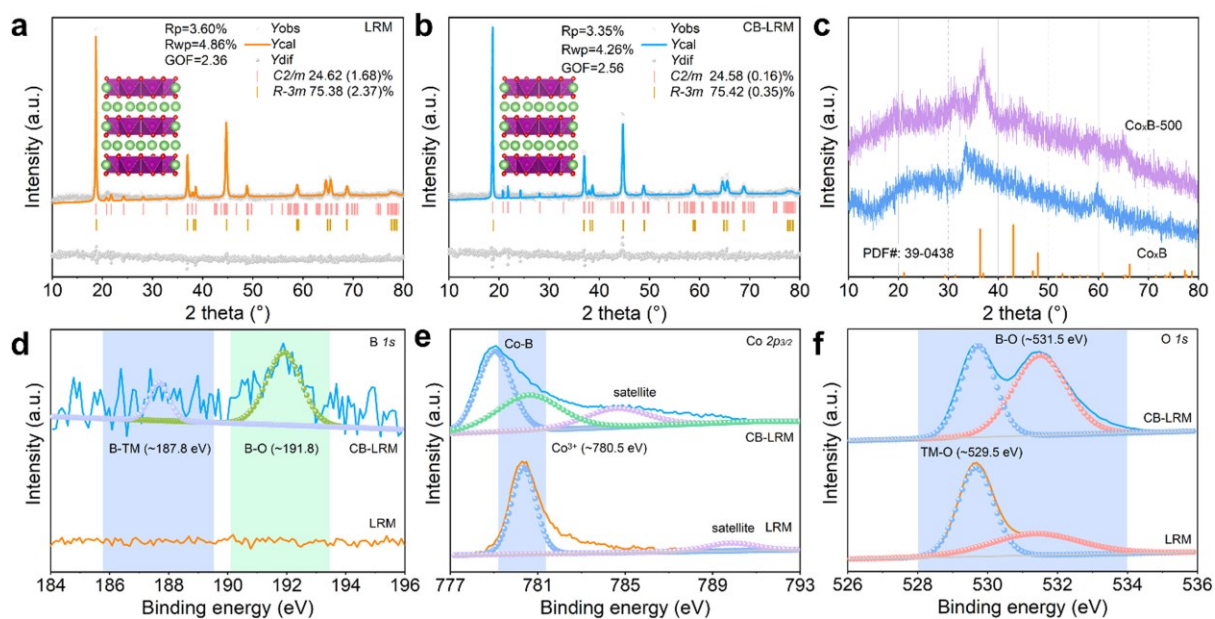 a
Rp=3.60%
Rwp=4.86%
GOF=2.36
Yobs
Ycal
Ydif
C2/m 24.62 (1.68)%
R-3m 75.38 (2.37)%
LRM
Intensity (a.u.)
10 20 30 40 50 60 70 80
2 theta (°)
b
Rp=3.35%
Rwp=4.26%
GOF=2.56
Yobs
Ycal
Ydif
C2/m 24.58 (0.16)%
R-3m 75.42 (0.35)%
CB-LRM
Intensity (a.u.)
10 20 30 40 50 60 70 80
2 theta (°)
c
CoxB-500
PDF#: 39-0438
CoxB
Intensity (a.u.)
10 20 30 40 50 60 70 80
2 theta (°)
d
B 1s
B-TM (~187.8 eV)
B-O (~191.8)
CB-LRM
LRM
Intensity (a.u.)
184 186 188 190 192 194 196
Binding energy (eV)
e
Co-B
Co 2p3/2
satellite
CB-LRM
Co3+ (~780.5 eV)
satellite
LRM
Intensity (a.u.)
777 781 785 789 793
Binding energy (eV)
f
B-O (~531.5 eV)
O 1s
CB-LRM
TM-O (~529.5 eV)
LRM
Intensity (a.u.)
526 528 530 532 534 536
Binding energy (eV)